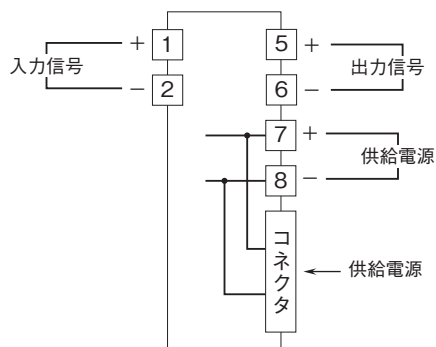 + 1
入力信号
− 2
5 +
出力信号
6 −
7 +
供給電源
8 −
コネクタ
供給電源